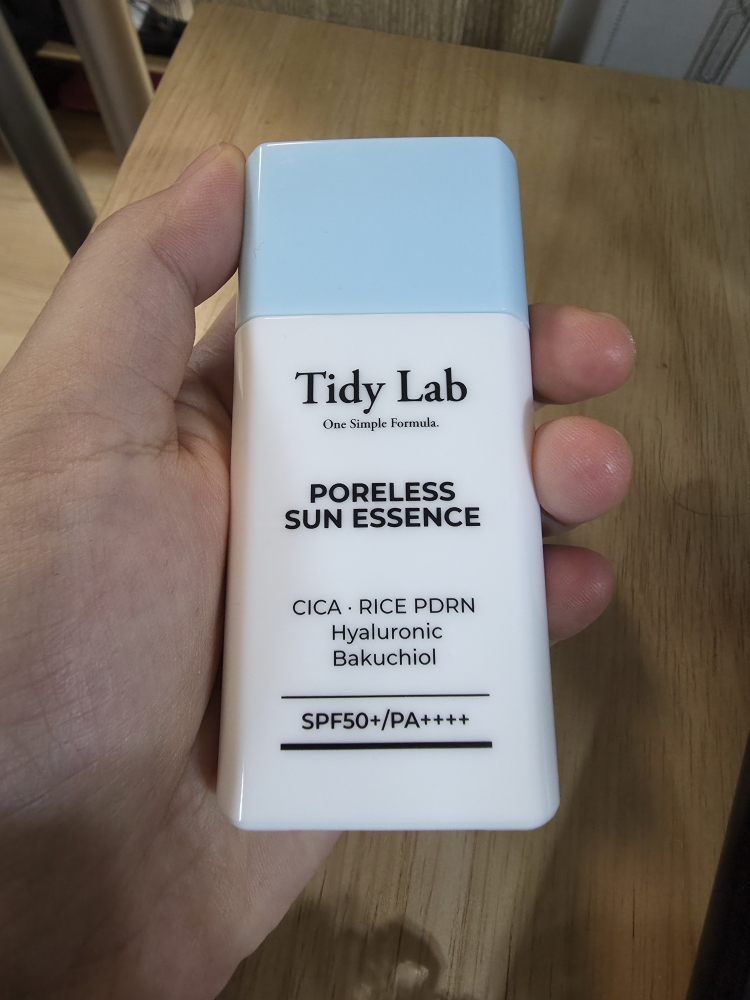 Tidy Lab
One Simple Formula.
PORELESS
SUN ESSENCE
CICA · RICE PDRN
Hyaluronic
Bakuchiol
SPF50+/PA++++